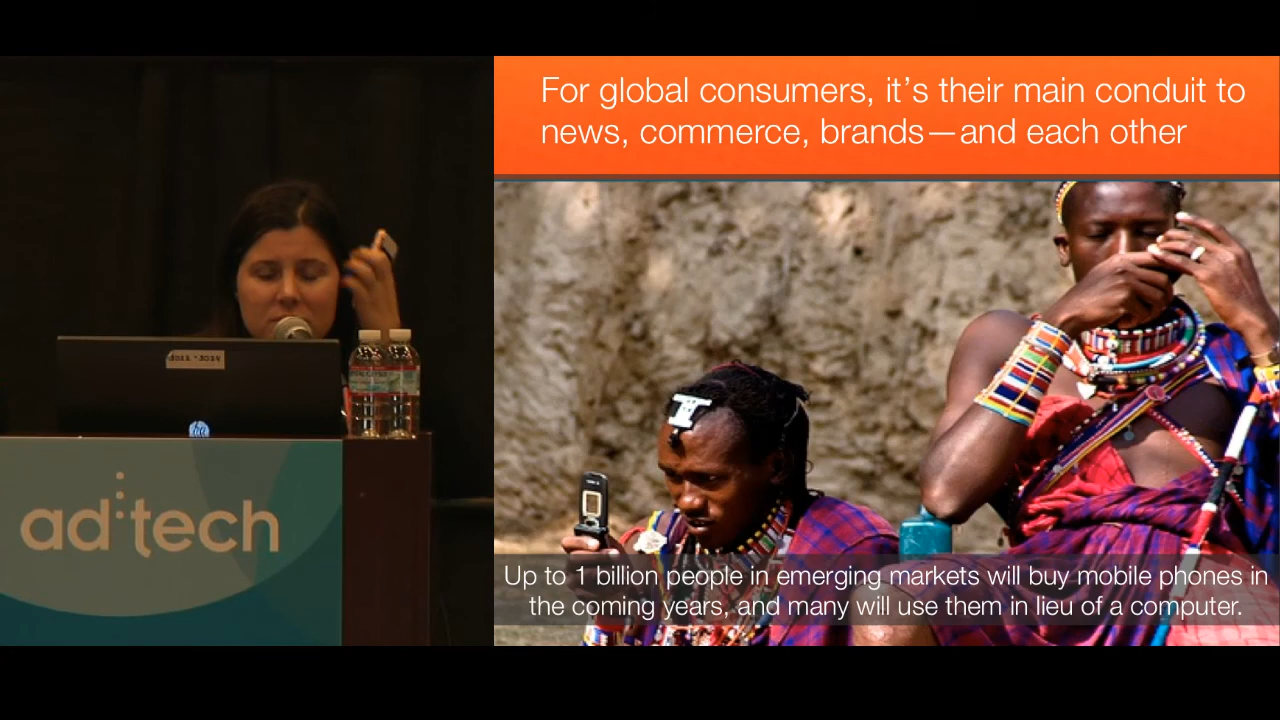 For global consumers, it's their main conduit to
news, commerce, brands—and each other
ad:tech
hp
Up to 1 billion people in emerging markets will buy mobile phones in
the coming years, and many will use them in lieu of a computer.